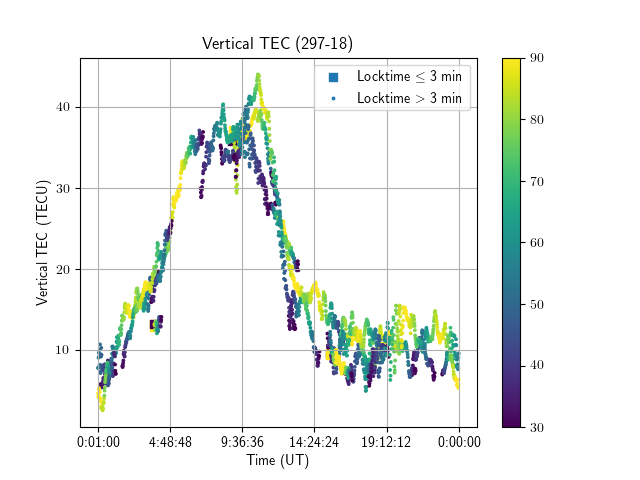 Vertical TEC (297-18)
Locktime ≤ 3 min
Locktime > 3 min
Vertical TEC (TECU)
40
30
20
10
0:01:00 4:48:48 9:36:36 14:24:24 19:12:12 0:00:00
Time (UT)
90
80
70
60
50
40
30